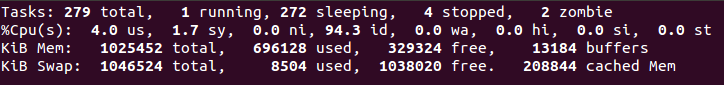 Tasks: 279 total,   1 running, 272 sleeping,   4 stopped,   2 zombie
%Cpu(s):  4.0 us,  1.7 sy,  0.0 ni, 94.3 id,  0.0 wa,  0.0 hi,  0.0 si,  0.0 st
KiB Mem:   1025452 total,   696128 used,   329324 free,    13184 buffers
KiB Swap:  1046524 total,     8504 used,  1038020 free.   208844 cached Mem